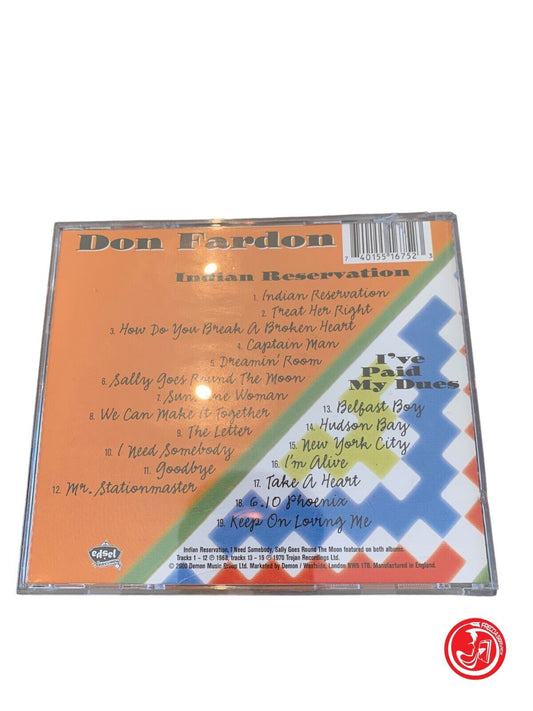 Don Fardon
7 40155 16752 3
Indian Reservation
1. Indian Reservation
2. Treat Her Right
3. How Do You Break A Broken Heart
4. Captain Man
5. Dreamin' Room
6. Sally Goes Round The Moon
7. Sunshine Woman
8. We Can Make It Together
9. The Letter
10. I Need Somebody
11. Goodbye
12. Mr. Stationmaster
I've
Paid
My Dues
13. Belfast Boy
14. Hudson Bay
15. New York City
16. I'm Alive
17. Take A Heart
18. 6.10 Phoenix
19. Keep On Loving Me
edsel
Indian Reservation, I Need Somebody, Sally Goes Round The Moon featured on both albums.
Tracks 1 - 12 ℗ 1968, tracks 13 - 19 ℗ 1970 Trojan Recordings Ltd.
© 2000 Demon Music Group Ltd. Marketed by Demon / Westside, London NW6 1TB. Manufactured in England.